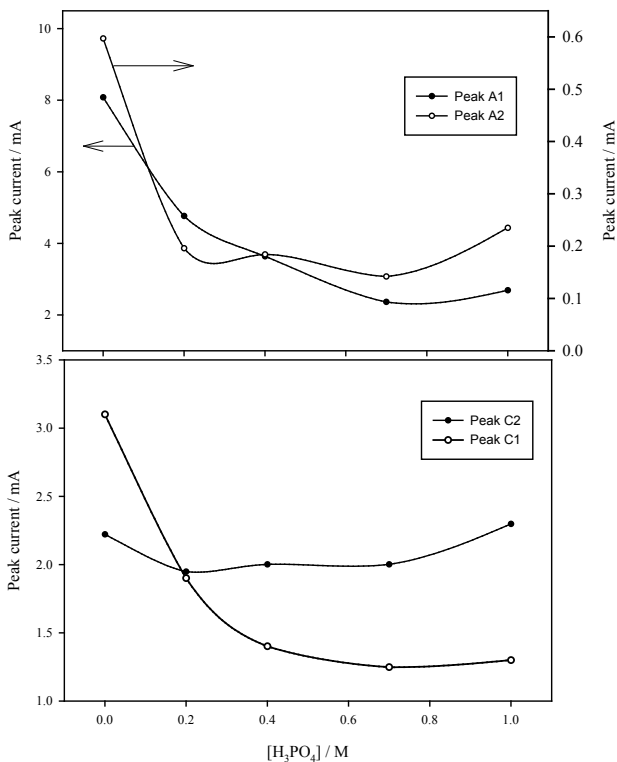 10
8
6
4
2
Peak current / mA
0.6
0.5
0.4
0.3
0.2
0.1
0.0
Peak current / mA
Peak A1
Peak A2
3.5
3.0
2.5
2.0
1.5
1.0
Peak current / mA
Peak C2
Peak C1
0.0 0.2 0.4 0.6 0.8 1.0
[H₃PO₄] / M